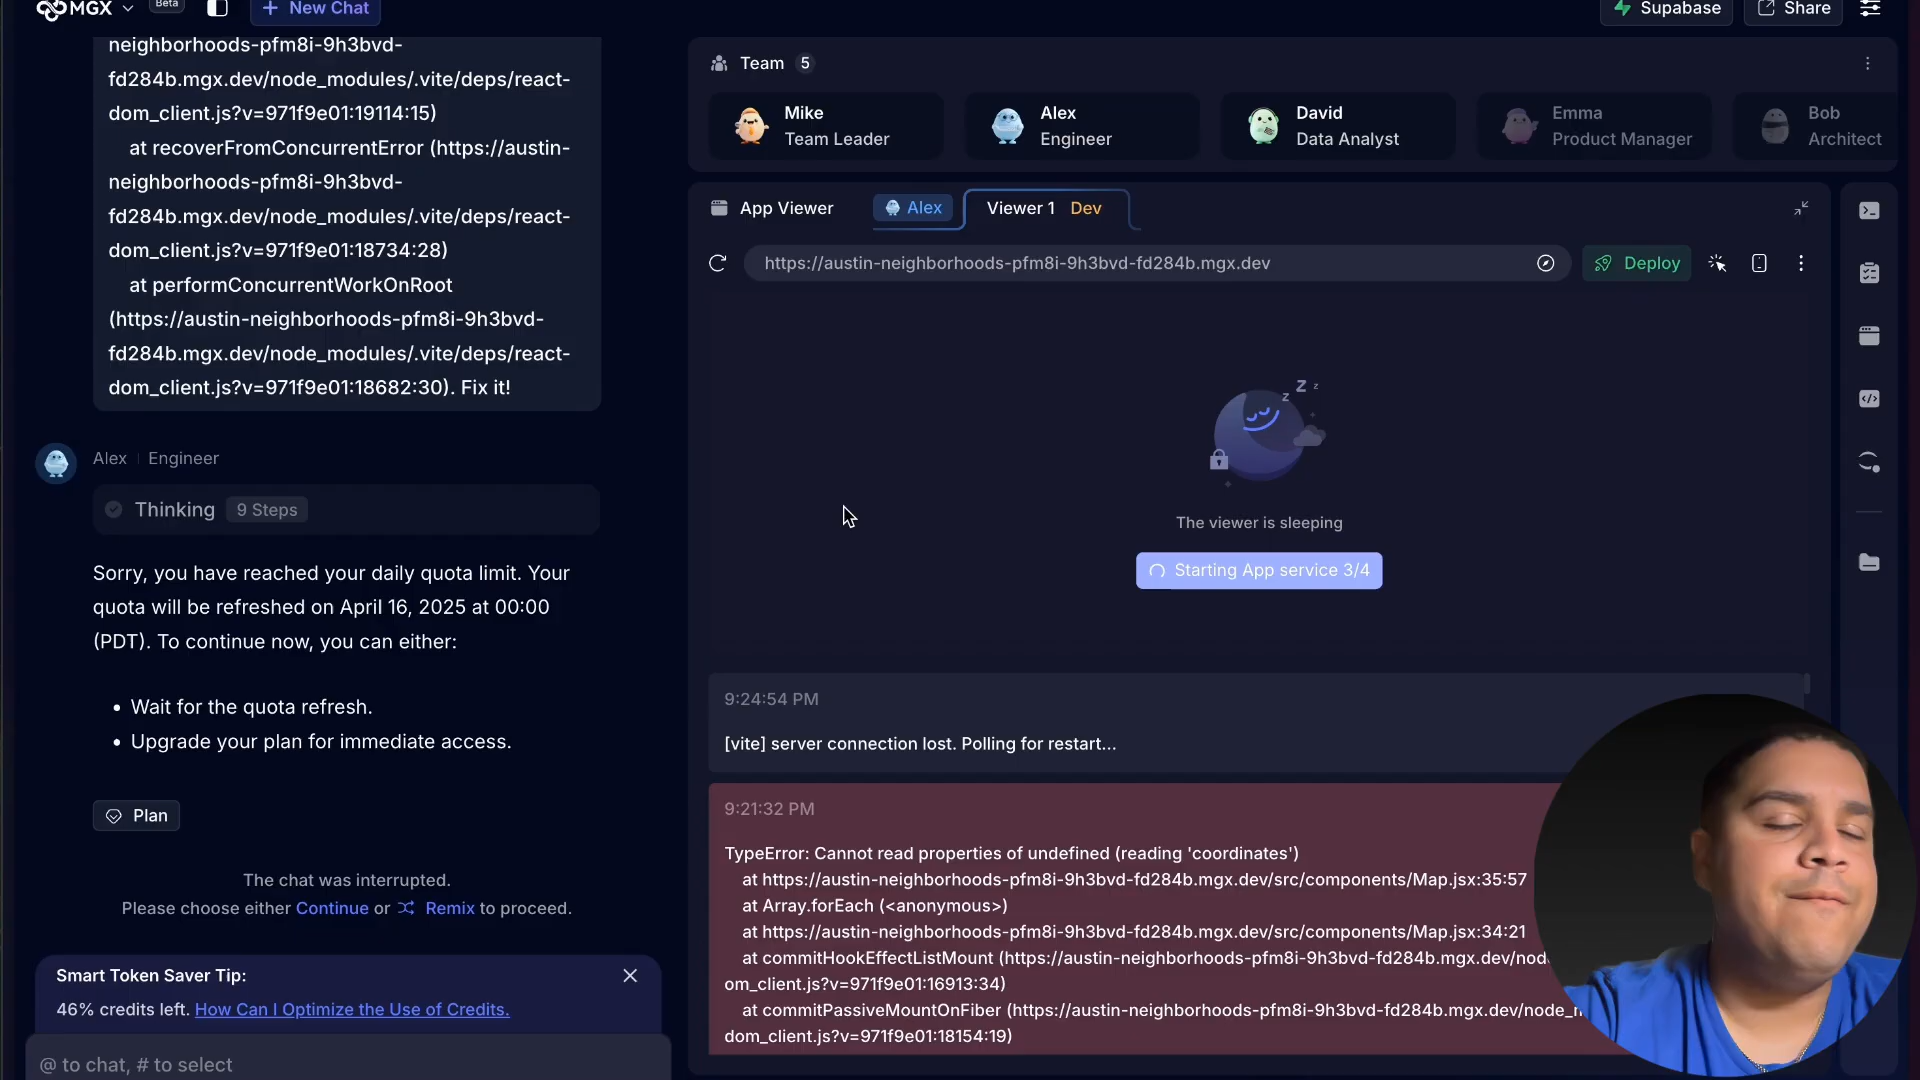 MGX
Beta
New Chat
Supabase
Share
neighborhoods-pfm8i-9h3bvd-
fd284b.mgx.dev/node_modules/.vite/deps/react-
dom_client.js?v=971f9e01:19114:15)
at recoverFromConcurrentError (https://austin-
neighborhoods-pfm8i-9h3bvd-
fd284b.mgx.dev/node_modules/.vite/deps/react-
dom_client.js?v=971f9e01:18734:28)
at performConcurrentWorkOnRoot
(https://austin-neighborhoods-pfm8i-9h3bvd-
fd284b.mgx.dev/node_modules/.vite/deps/react-
dom_client.js?v=971f9e01:18682:30). Fix it!
Alex | Engineer
Thinking 9 Steps
Sorry, you have reached your daily quota limit. Your
quota will be refreshed on April 16, 2025 at 00:00
(PDT). To continue now, you can either:
• Wait for the quota refresh.
• Upgrade your plan for immediate access.
Plan
The chat was interrupted.
Please choose either Continue or Remix to proceed.
Smart Token Saver Tip:
46% credits left. How Can I Optimize the Use of Credits.
@ to chat, # to select
Team 5
Mike
Team Leader
Alex
Engineer
David
Data Analyst
Emma
Product Manager
Bob
Architect
App Viewer
Alex
Viewer 1 Dev
https://austin-neighborhoods-pfm8i-9h3bvd-fd284b.mgx.dev
Deploy
z z z
The viewer is sleeping
Starting App service 3/4
9:24:54 PM
[vite] server connection lost. Polling for restart...
9:21:32 PM
TypeError: Cannot read properties of undefined (reading 'coordinates')
at https://austin-neighborhoods-pfm8i-9h3bvd-fd284b.mgx.dev/src/components/Map.jsx:35:57
at Array.forEach (<anonymous>)
at https://austin-neighborhoods-pfm8i-9h3bvd-fd284b.mgx.dev/src/components/Map.jsx:34:21
at commitHookEffectListMount (https://austin-neighborhoods-pfm8i-9h3bvd-fd284b.mgx.dev/nod
om_client.js?v=971f9e01:16913:34)
at commitPassiveMountOnFiber (https://austin-neighborhoods-pfm8i-9h3bvd-fd284b.mgx.dev/node_
dom_client.js?v=971f9e01:18154:19)